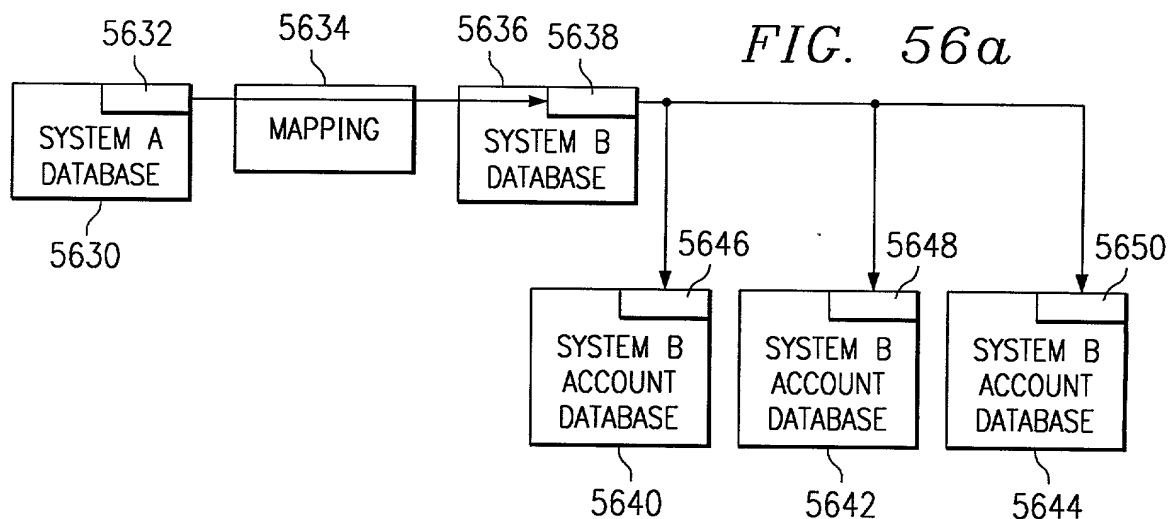 5632
5634
5636
5638
FIG. 56a
SYSTEM A
DATABASE
MAPPING
SYSTEM B
DATABASE
5630
5646
5648
5650
SYSTEM B
ACCOUNT
DATABASE
SYSTEM B
ACCOUNT
DATABASE
SYSTEM B
ACCOUNT
DATABASE
5640
5642
5644